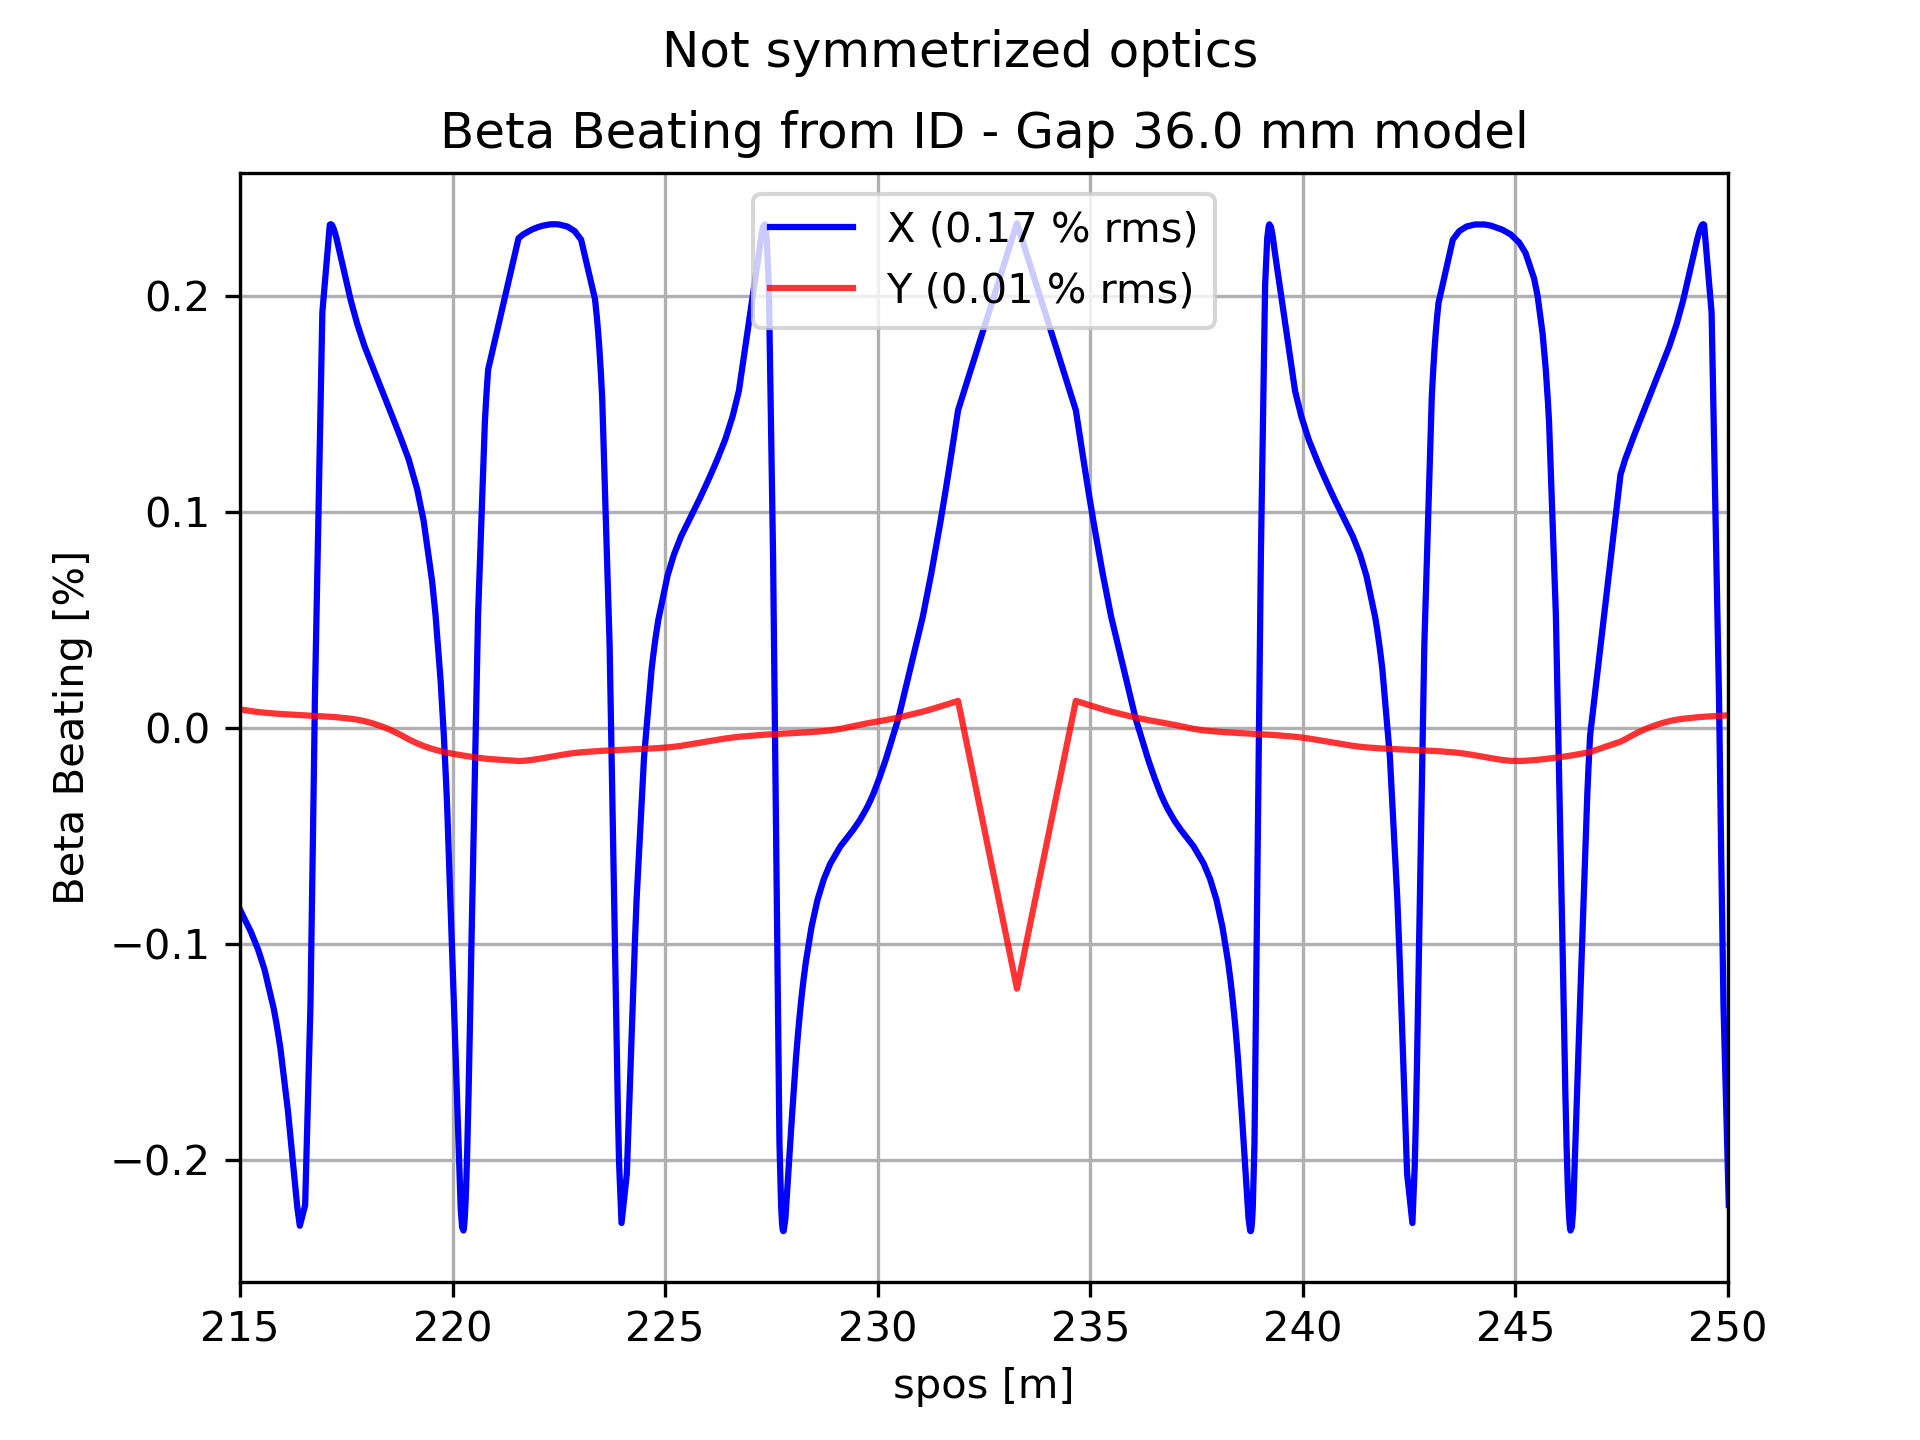 Not symmetrized optics
Beta Beating from ID - Gap 36.0 mm model
X (0.17 % rms)
Y (0.01 % rms)
Beta Beating [%]
0.2
0.1
0.0
−0.1
−0.2
215 220 225 230 235 240 245 250
spos [m]